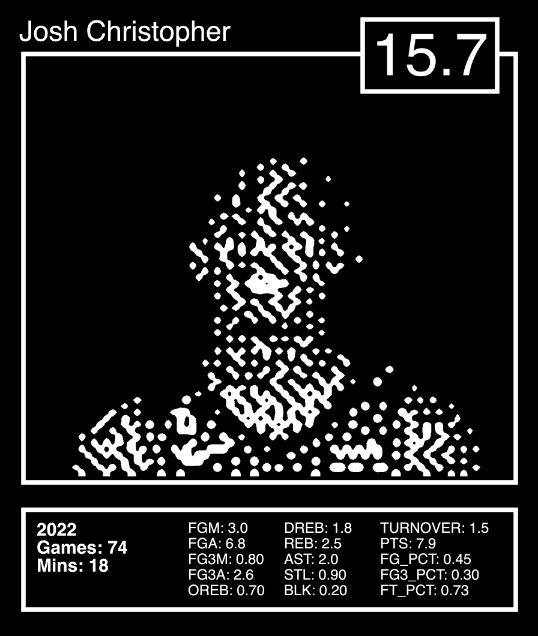 Josh Christopher
15.7
2022
Games: 74
Mins: 18
FGM: 3.0
FGA: 6.8
FG3M: 0.80
FG3A: 2.6
OREB: 0.70
DREB: 1.8
REB: 2.5
AST: 2.0
STL: 0.90
BLK: 0.20
TURNOVER: 1.5
PTS: 7.9
FG_PCT: 0.45
FG3_PCT: 0.30
FT_PCT: 0.73